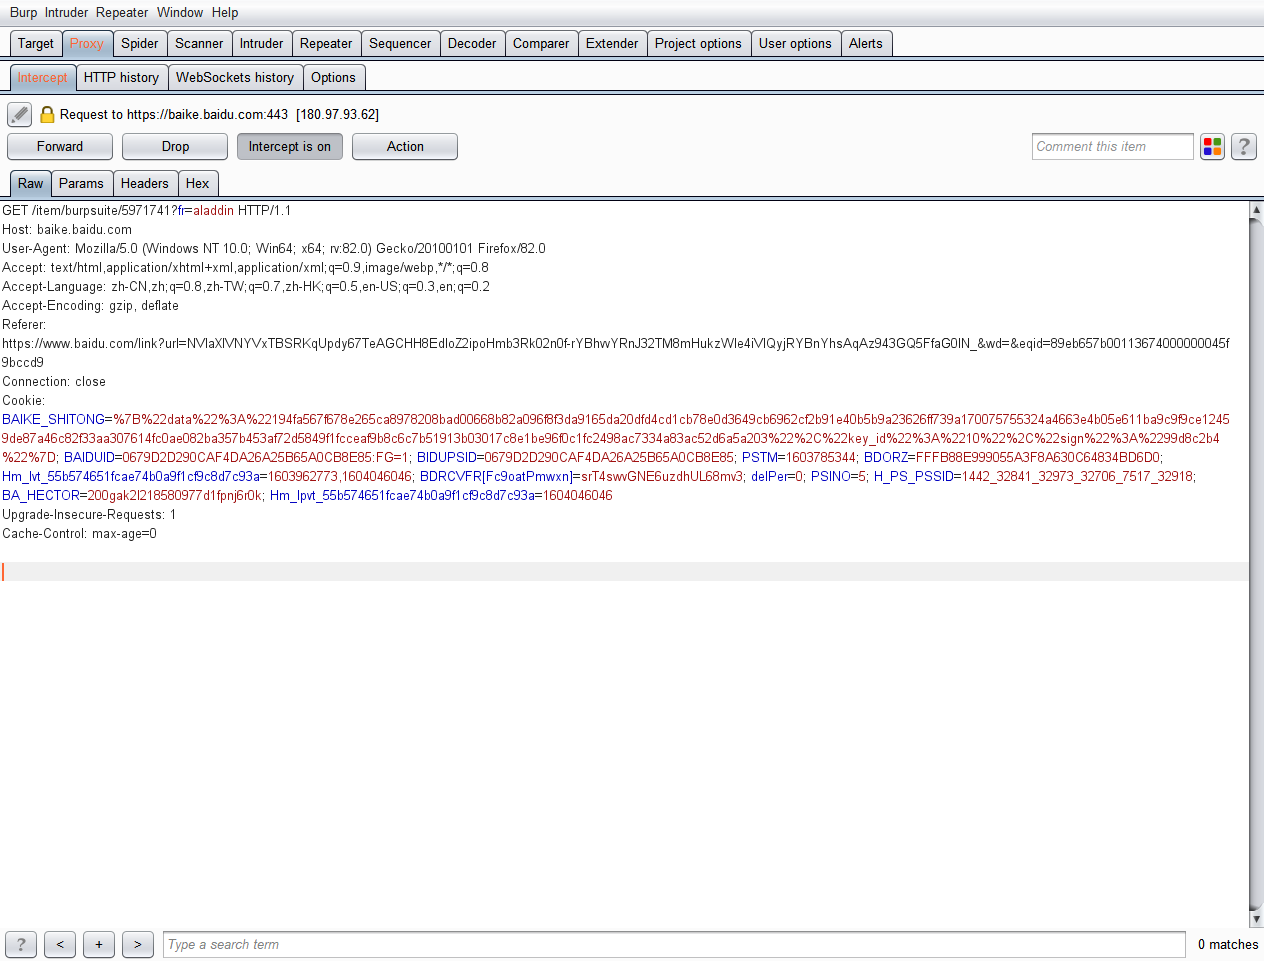 Burp Intruder Repeater Window Help
Target Proxy Spider Scanner Intruder Repeater Sequencer Decoder Comparer Extender Project options User options Alerts
Intercept HTTP history WebSockets history Options
Request to https://baike.baidu.com:443 [180.97.93.62]
Forward Drop Intercept is on Action Comment this item ?
Raw Params Headers Hex
GET /item/burpsuite/5971741?fr=aladdin HTTP/1.1
Host: baike.baidu.com
User-Agent: Mozilla/5.0 (Windows NT 10.0; Win64; x64; rv:82.0) Gecko/20100101 Firefox/82.0
Accept: text/html,application/xhtml+xml,application/xml;q=0.9,image/webp,*/*;q=0.8
Accept-Language: zh-CN,zh;q=0.8,zh-TW;q=0.7,zh-HK;q=0.5,en-US;q=0.3,en;q=0.2
Accept-Encoding: gzip, deflate
Referer:
https://www.baidu.com/link?url=NVlaXlVNYVxTBSRKqUpdy67TeAGCHH8EdloZ2ipoHmb3Rk02n0f-rYBhvvYRnJ32TM8mHukzWle4iVlQyjRYBnYhsAqAz943GQ5FfaG0IN_&wd=&eqid=89eb657b00113674000000045f
9bccd9
Connection: close
Cookie:
BAIKE_SHITONG=%7B%22data%22%3A%22194fa567f678e265ca8978208bad00668b82a096f8f3da9165da20dfd4cd1cb78e0d3649cb6962cf2b91e40b5b9a23626ff739a170075755324a4663e4b05e611ba9c9f9ce1245
9de87a46c82f33aa307614fc0ae082ba357b453af72d5849f1fcceaf9b8c6c7b51913b03017c8e1be96f0c1fc2498ac7334a83ac52d6a5a203%22%2C%22key_id%22%3A%2210%22%2C%22sign%22%3A%2299d8c2b4
%22%7D; BAIDUID=0679D2D290CAF4DA26A25B65A0CB8E85:FG=1; BIDUPSID=0679D2D290CAF4DA26A25B65A0CB8E85; PSTM=1603785344; BDORZ=FFFB88E999055A3F8A630C64834BD6D0;
Hm_lvt_55b574651fcae74b0a9f1cf9c8d7c93a=1603962773,1604046046; BDRCVFR[Fc9oatPmwxn]=srT4swvGNE6uzdhUL68mv3; delPer=0; PSINO=5; H_PS_PSSID=1442_32841_32973_32706_7517_32918;
BA_HECTOR=200gak2l218580977d1fpnj6r0k; Hm_lpvt_55b574651fcae74b0a9f1cf9c8d7c93a=1604046046
Upgrade-Insecure-Requests: 1
Cache-Control: max-age=0
? < + > Type a search term 0 matches